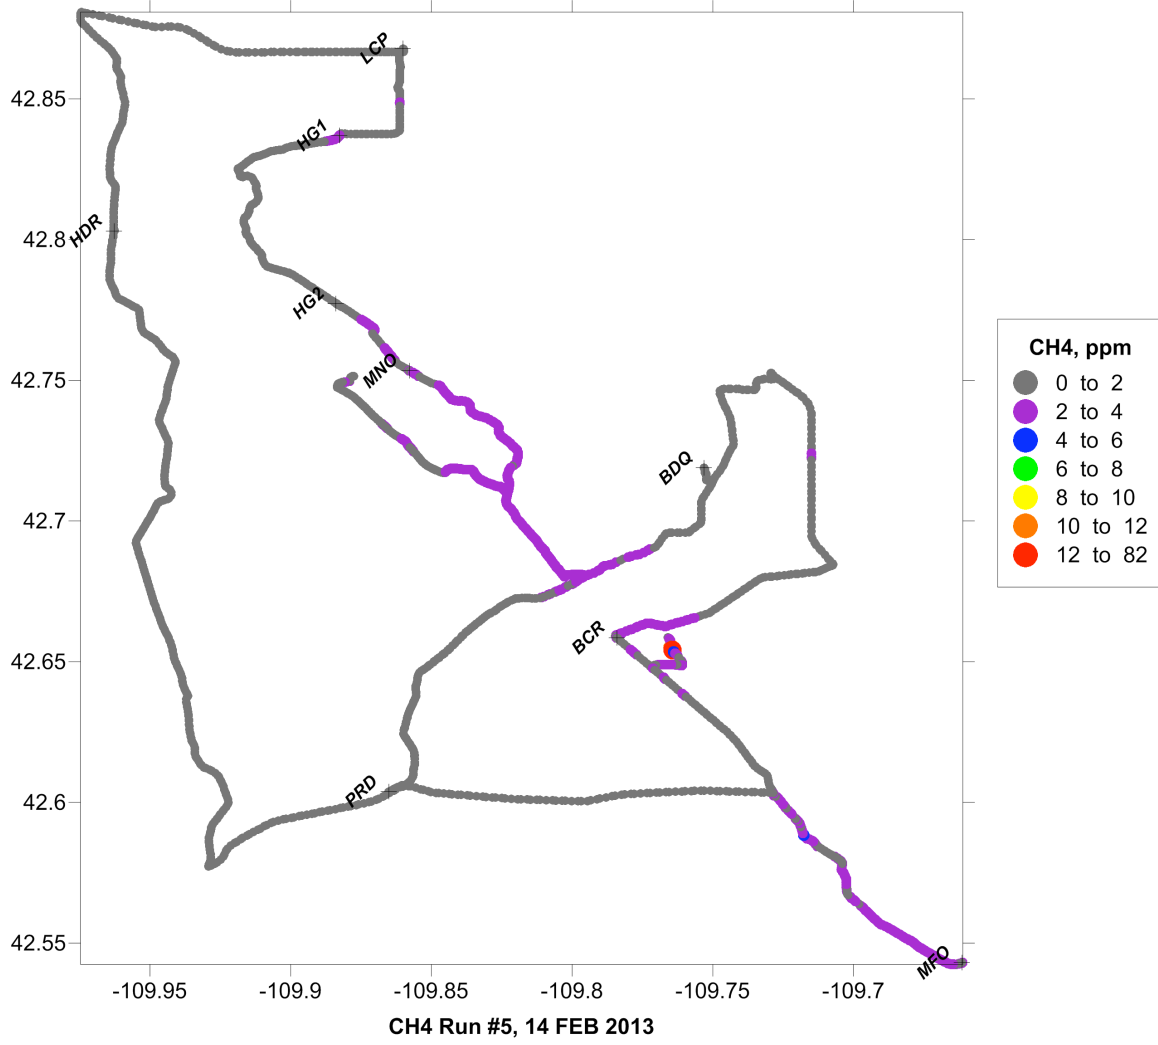 LCP
42.85
HG1
HDR
42.8
HG2
MNO
42.75
BDQ
42.7
BCR
42.65
PRD
42.6
42.55
MFO
-109.95
-109.9
-109.85
-109.8
-109.75
-109.7
CH4 Run #5, 14 FEB 2013
CH4, ppm
0 to 2
2 to 4
4 to 6
6 to 8
8 to 10
10 to 12
12 to 82